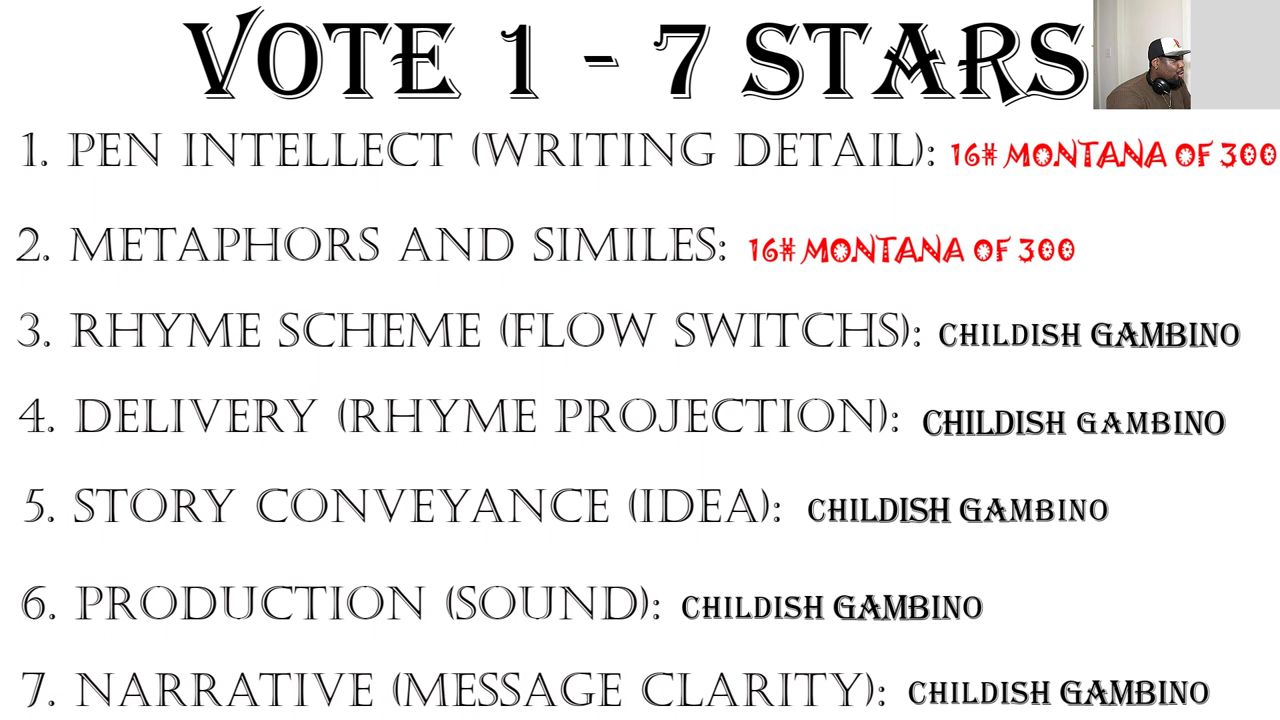 VOTE 1 - 7 STARS
1. PEN INTELLECT (WRITING DETAIL): 16# MONTANA OF 300
2. METAPHORS AND SIMILES: 16# MONTANA OF 300
3. RHYME SCHEME (FLOW SWITCHS): CHILDISH GAMBINO
4. DELIVERY (RHYME PROJECTION): CHILDISH GAMBINO
5. STORY CONVEYANCE (IDEA): CHILDISH GAMBINO
6. PRODUCTION (SOUND): CHILDISH GAMBINO
7. NARRATIVE (MESSAGE CLARITY): CHILDISH GAMBINO